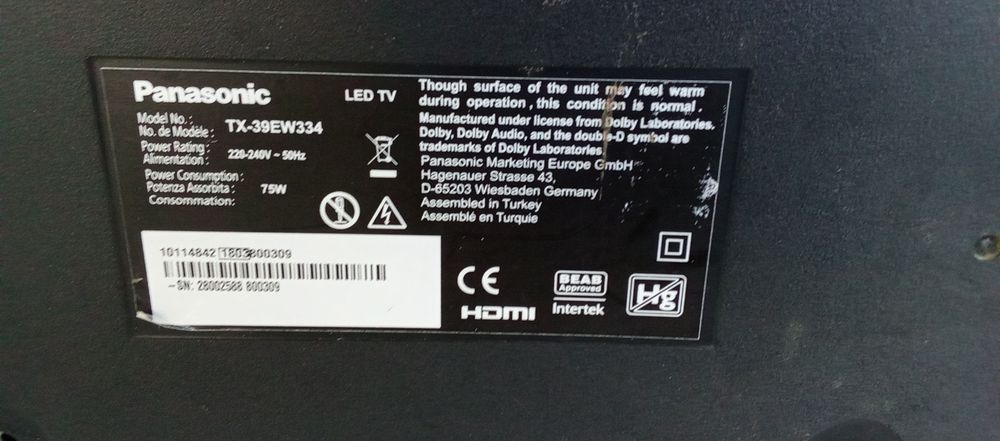 Panasonic
LED TV
Model No. :
No. de Modèle :
TX-39EW334
Power Rating :
Alimentation :
220-240V ~ 50Hz
Power Consumption :
Potenza Assorbita :
75W
Consommation:
Though surface of the unit may feel warm
during operation , this condition is normal .
Manufactured under license from Dolby Laboratories.
Dolby, Dolby Audio, and the double-D symbol are
trademarks of Dolby Laboratories.
Panasonic Marketing Europe GmbH
Hagenauer Strasse 43,
D-65203 Wiesbaden Germany
Assembled in Turkey
Assemblé en Turquie
10114842 1803800309
-SN: 28002588 800309
CE
HDMI
BEAB
Approved
Intertek
Hg